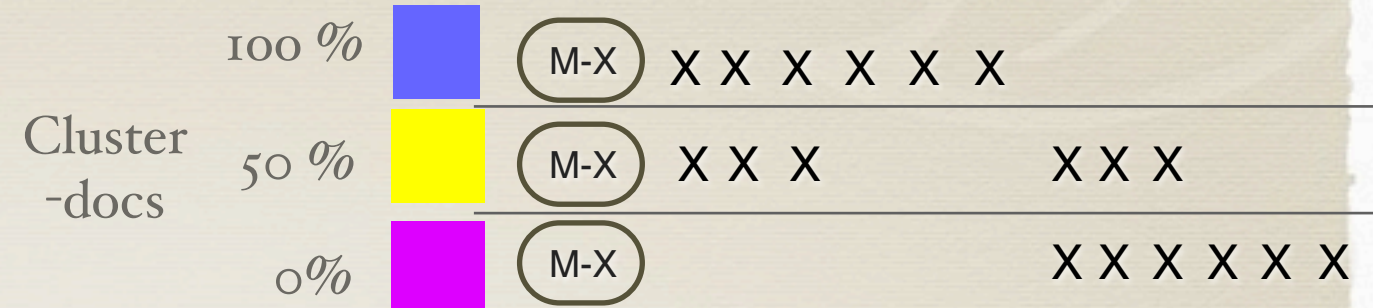 100 % M-X X X X X X X
Cluster
-docs
50 % M-X X X X X X X
0% M-X X X X X X X